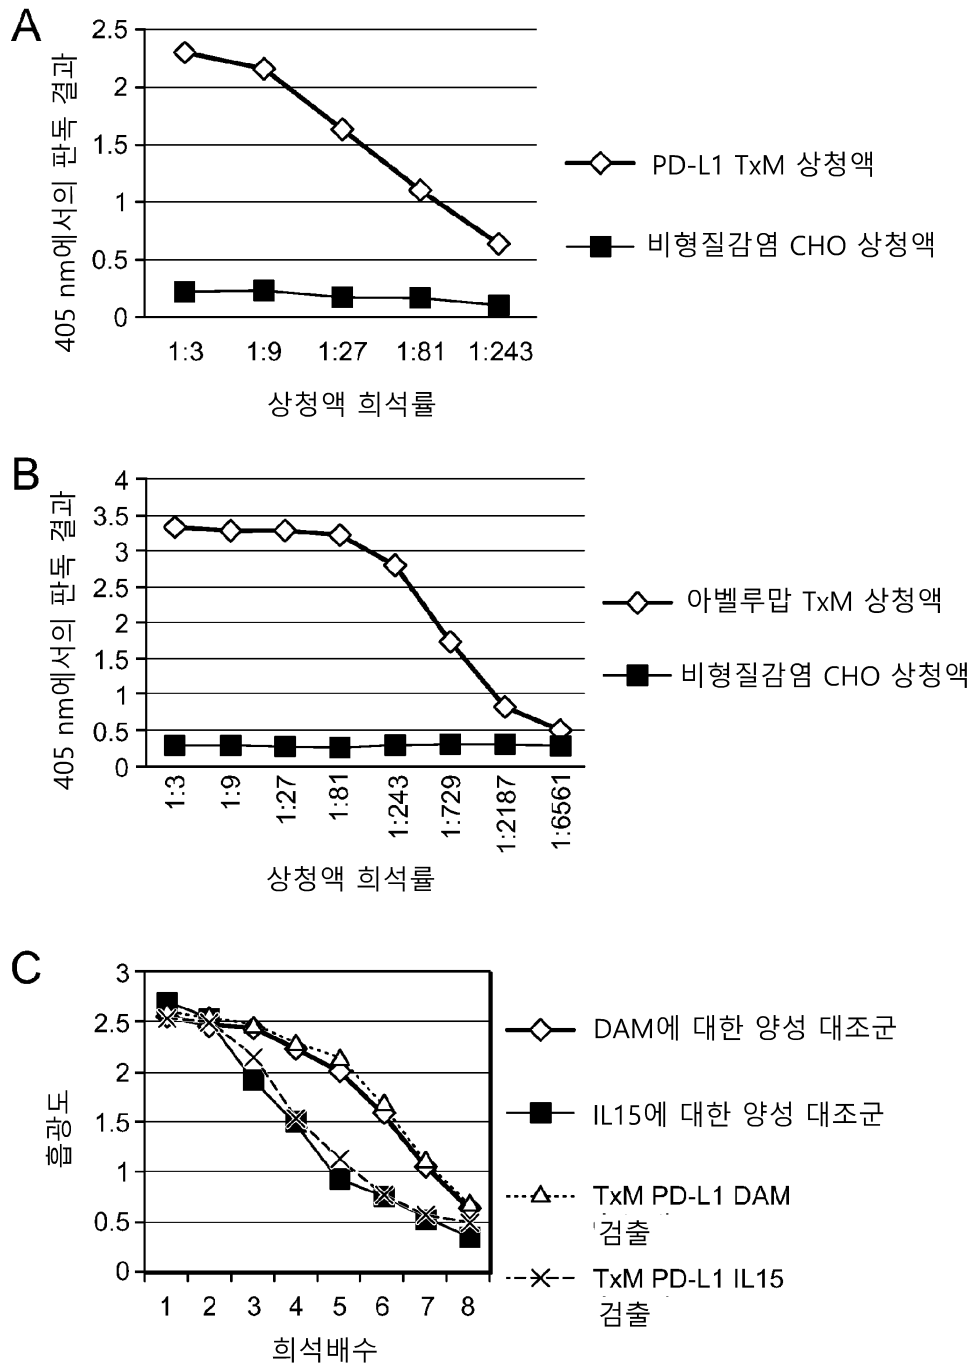 A
405 nm에서의 판독 결과
2.5
2
1.5
1
0.5
0
1:3 1:9 1:27 1:81 1:243
상청액 희석률
PD-L1 TxM 상청액
비형질감염 CHO 상청액
B
405 nm에서의 판독 결과
4
3.5
3
2.5
2
1.5
1
0.5
0
1:3 1:9 1:27 1:81 1:243 1:729 1:2187 1:6561
상청액 희석률
아벨루맙 TxM 상청액
비형질감염 CHO 상청액
C
흡광도
3
2.5
2
1.5
1
0.5
0
1 2 3 4 5 6 7 8
희석배수
DAM에 대한 양성 대조군
IL15에 대한 양성 대조군
TxM PD-L1 DAM
검출
TxM PD-L1 IL15
검출